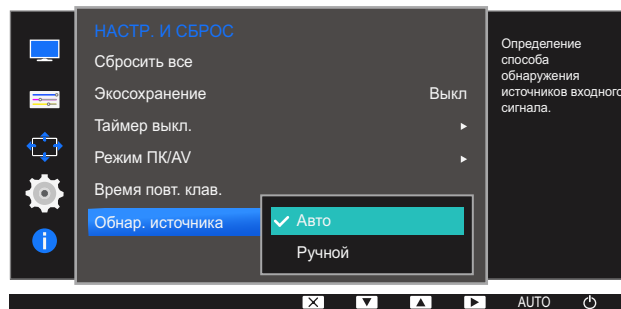 НАСТР. И СБРОС
Сбросить все
Экосохранение Выкл
Таймер выкл.
Режим ПК/AV
Время повт. клав.
Обнар. источника
Авто
Ручной
Определение
способа
обнаружения
источников входного
сигнала.
AUTO